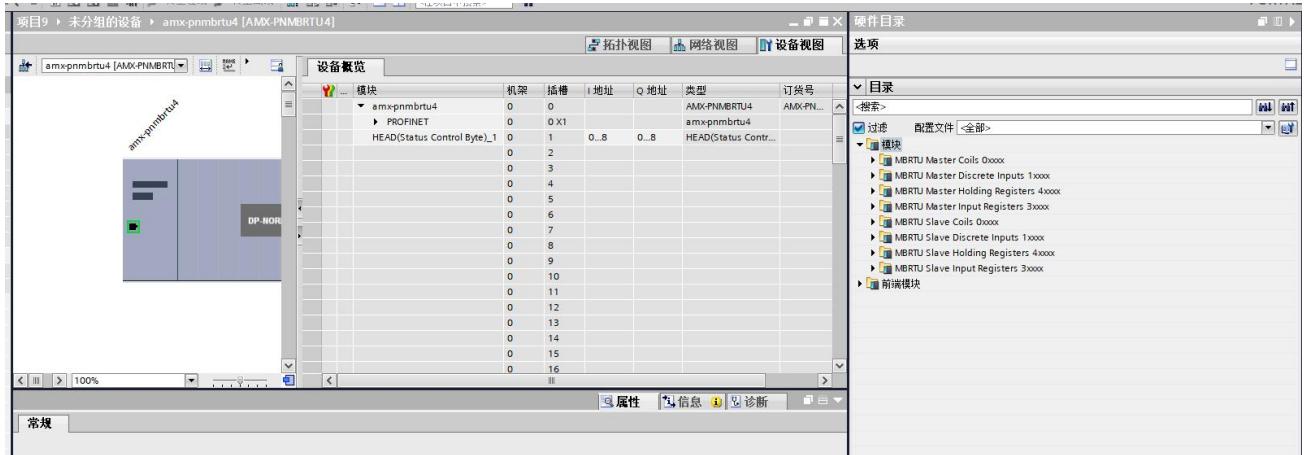 项目9 ▸ 未分组的设备 ▸ amx-pnmbrtu4 [AMX-PNMBRTU4]
硬件目录
拓扑视图 网络视图 设备视图
选项
amx-pnmbrtu4 [AMX-PNMBRTU
设备概览
目录
... 模块 机架 插槽 I 地址 Q 地址 类型 订货号
amx-pnmbrtu4 0 0 AMX-PNMBRTU4 AMX-PN...
PROFINET 0 0 X1 amx-pnmbrtu4
HEAD(Status Control Byte)_1 0 1 0...8 0...8 HEAD(Status Contr...
0 2
0 3
0 4
0 5
0 6
0 7
0 8
0 9
0 10
0 11
0 12
0 13
0 14
0 15
0 16
amx-pnmbrtu4
DP-NOR
100%
<搜索>
过滤 配置文件 <全部>
模块
MBRTU Master Coils 0xxxx
MBRTU Master Discrete Inputs 1xxxx
MBRTU Master Holding Registers 4xxxx
MBRTU Master Input Registers 3xxxx
MBRTU Slave Coils 0xxxx
MBRTU Slave Discrete Inputs 1xxxx
MBRTU Slave Holding Registers 4xxxx
MBRTU Slave Input Registers 3xxxx
前端模块
属性 信息 诊断
常规